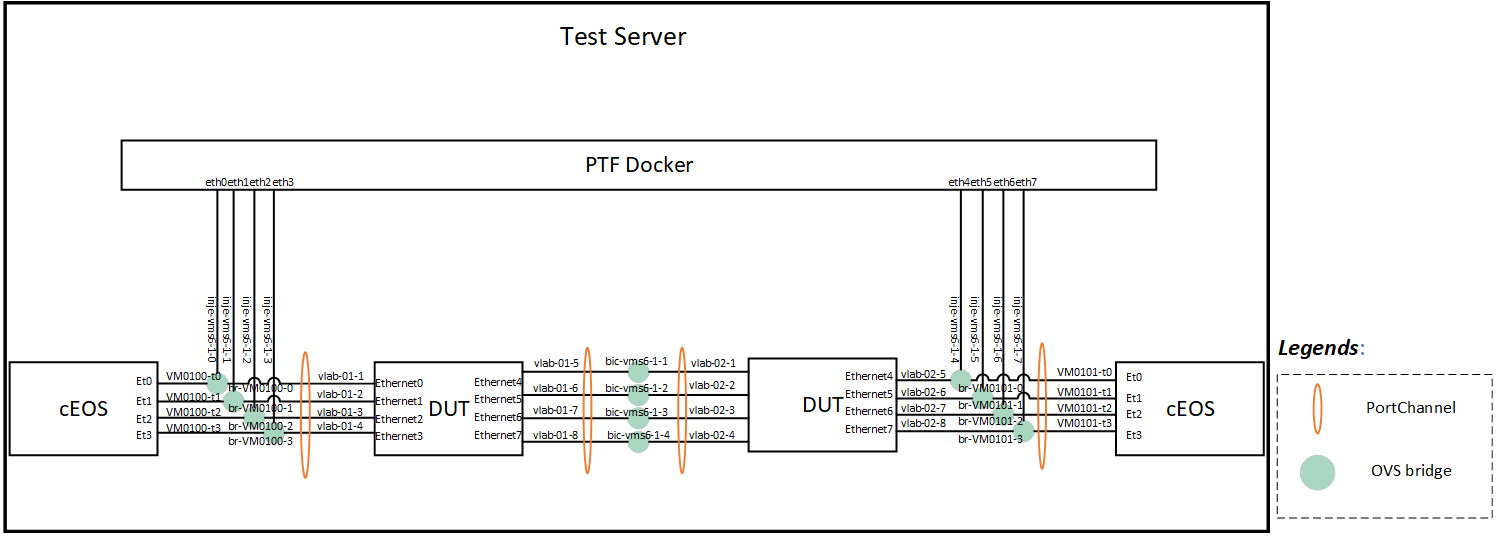 Test Server
PTF Docker
eth0 eth1 eth2 eth3
eth4 eth5 eth6 eth7
inje-vms6-1-0
inje-vms6-1-1
inje-vms6-1-2
inje-vms6-1-3
inje-vms6-1-4
inje-vms6-1-5
inje-vms6-1-6
inje-vms6-1-7
cEOS
Et0
Et1
Et2
Et3
VM0100-t0
VM0100-t1
VM0100-t2
VM0100-t3
br-VM0100-0
br-VM0100-1
br-VM0100-2
br-VM0100-3
vlab-01-1
vlab-01-2
vlab-01-3
vlab-01-4
Ethernet0
Ethernet1
Ethernet2
Ethernet3
DUT
Ethernet4
Ethernet5
Ethernet6
Ethernet7
vlab-01-5
vlab-01-6
vlab-01-7
vlab-01-8
bic-vms6-1-1
bic-vms6-1-2
bic-vms6-1-3
bic-vms6-1-4
vlab-02-1
vlab-02-2
vlab-02-3
vlab-02-4
DUT
Ethernet4
Ethernet5
Ethernet6
Ethernet7
vlab-02-5
vlab-02-6
vlab-02-7
vlab-02-8
br-VM0101-0
br-VM0101-1
br-VM0101-2
br-VM0101-3
VM0101-t0
VM0101-t1
VM0101-t2
VM0101-t3
Et0
Et1
Et2
Et3
cEOS
Legends:
PortChannel
OVS bridge